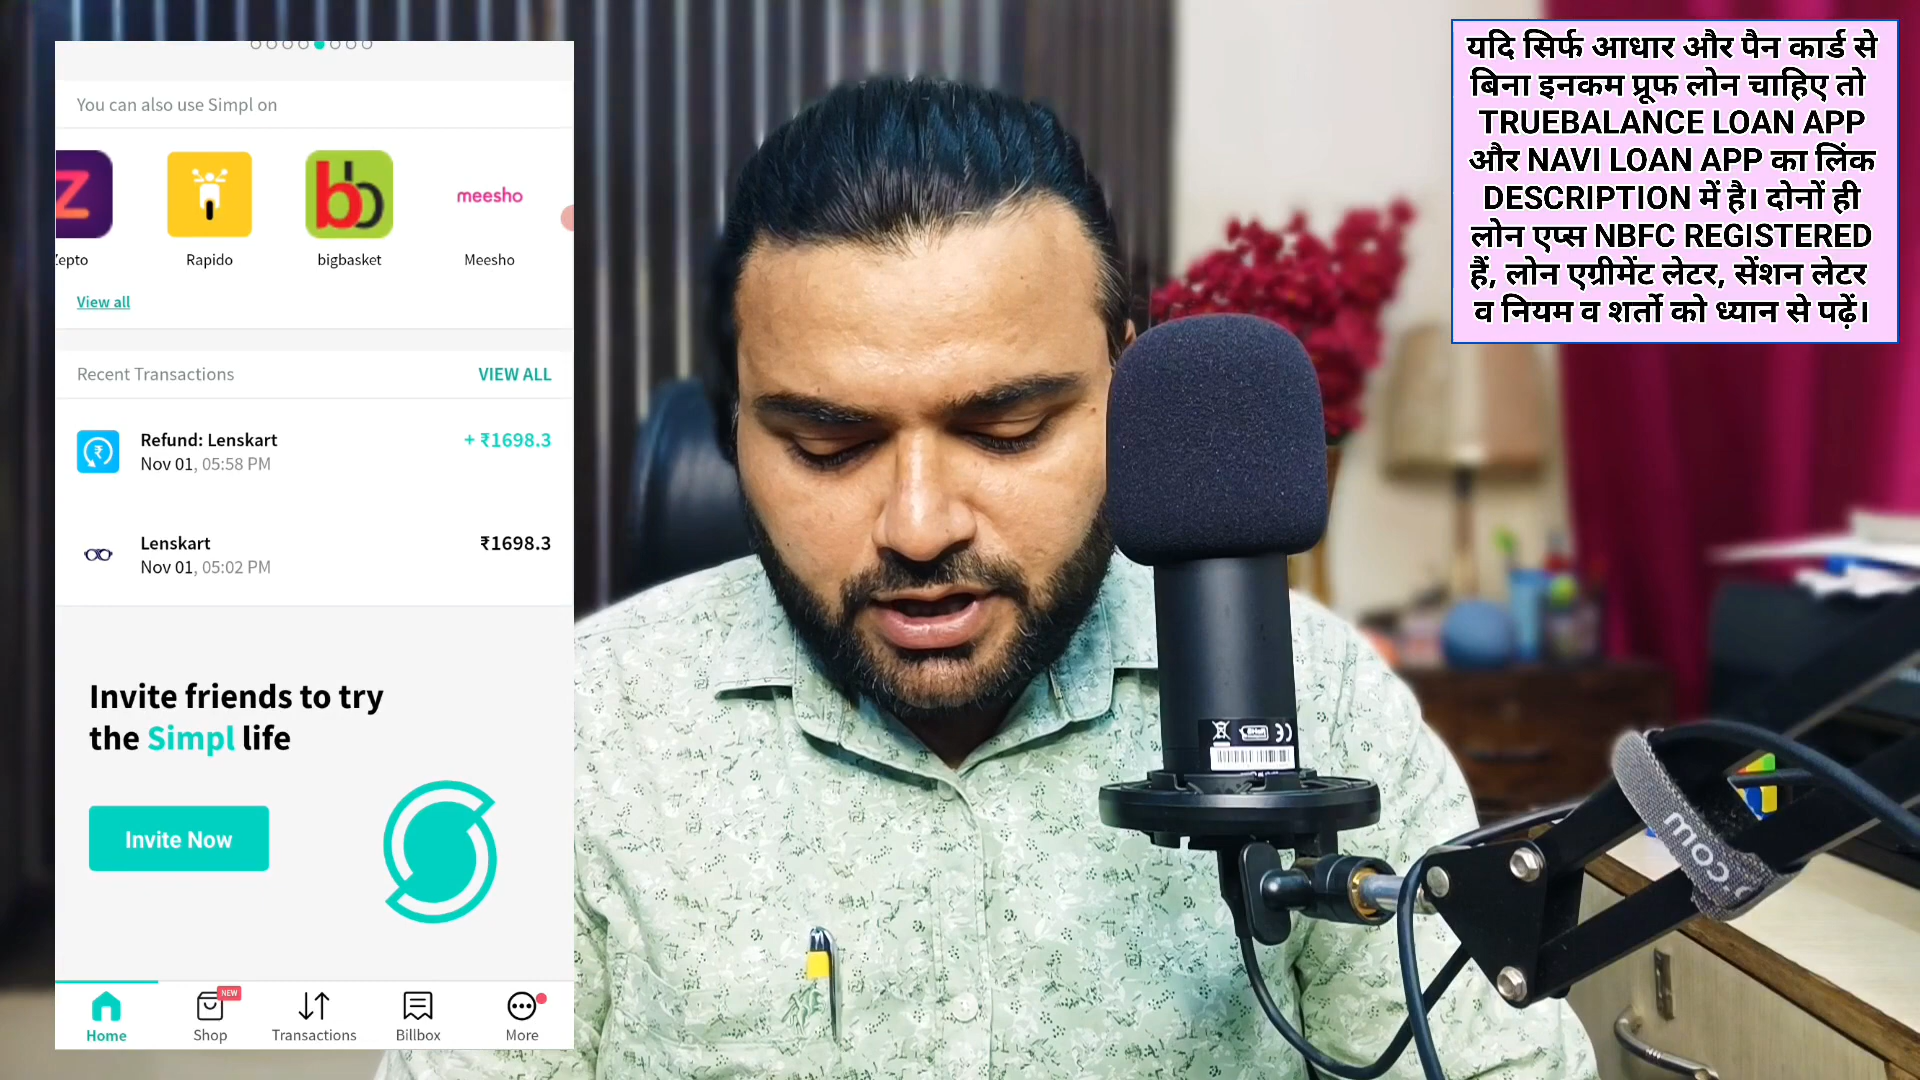 You can also use Simpl on
Z
bb
meesho
Rapido
bigbasket
Meesho
View all
Recent Transactions
VIEW ALL
Refund: Lenskart
+ ₹1698.3
Nov 01, 05:58 PM
Lenskart
₹1698.3
Nov 01, 05:02 PM
Invite friends to try
the Simpl life
Invite Now
NEW
Home
Shop
Transactions
Billbox
More
यदि सिर्फ आधार और पैन कार्ड से
बिना इनकम प्रूफ लोन चाहिए तो
TRUEBALANCE LOAN APP
और NAVI LOAN APP का लिंक
DESCRIPTION में है। दोनों ही
लोन एप्स NBFC REGISTERED
हैं, लोन एग्रीमेंट लेटर, सेंशन लेटर
व नियम व शर्तो को ध्यान से पढ़ें।
CE
.com